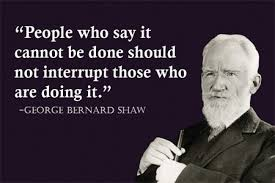 “People who say it
cannot be done should
not interrupt those who
are doing it.”
–GEORGE BERNARD SHAW